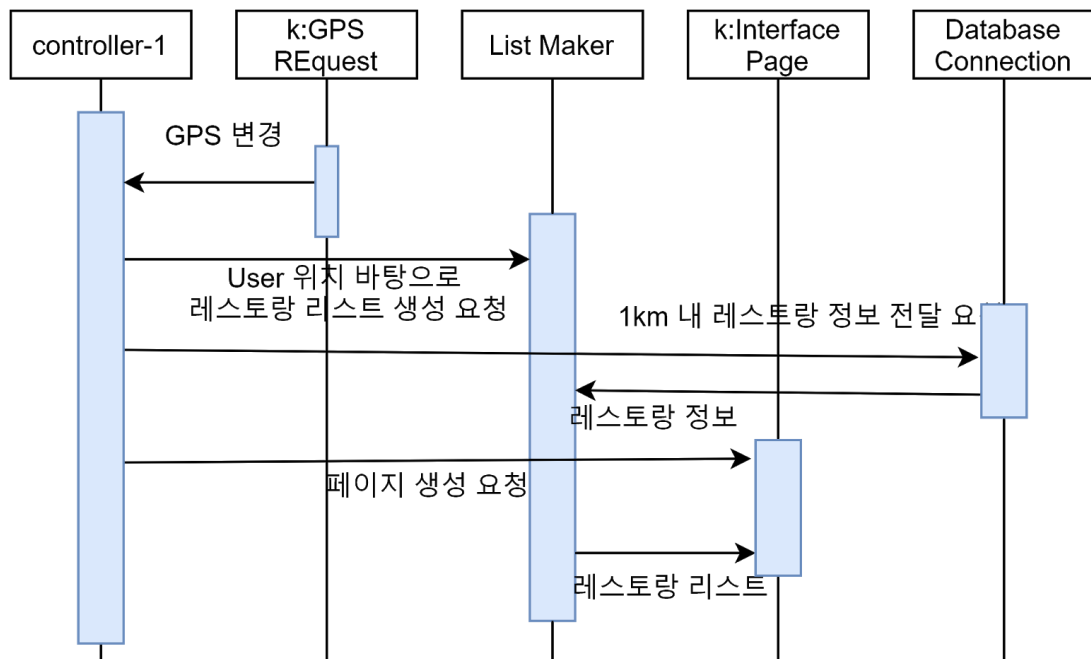 controller-1
k:GPS
REquest
List Maker
k:Interface
Page
Database
Connection
GPS 변경
User 위치 바탕으로
레스토랑 리스트 생성 요청
1km 내 레스트랑 정보 전달
레스토랑 정보
페이지 생성 요청
레스토랑 리스트